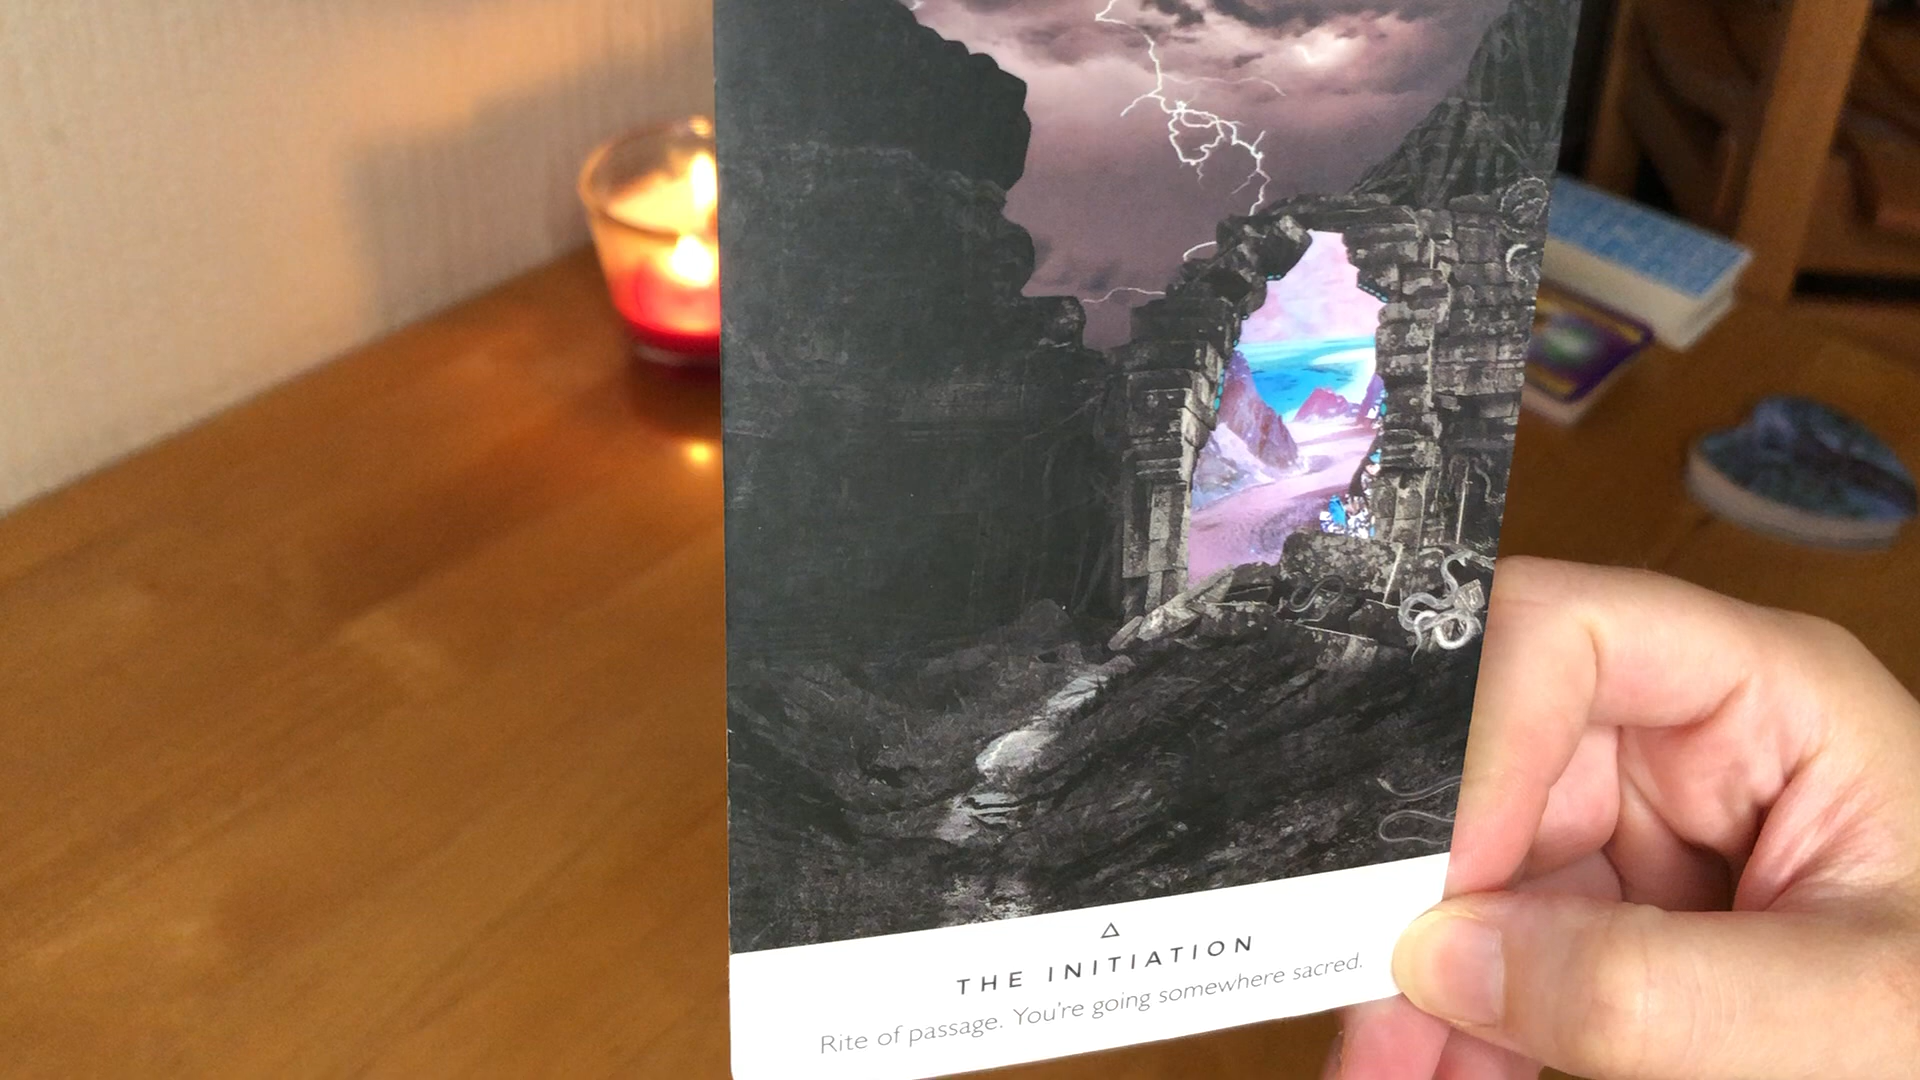 THE INITIATION
Rite of passage. You're going somewhere sacred.